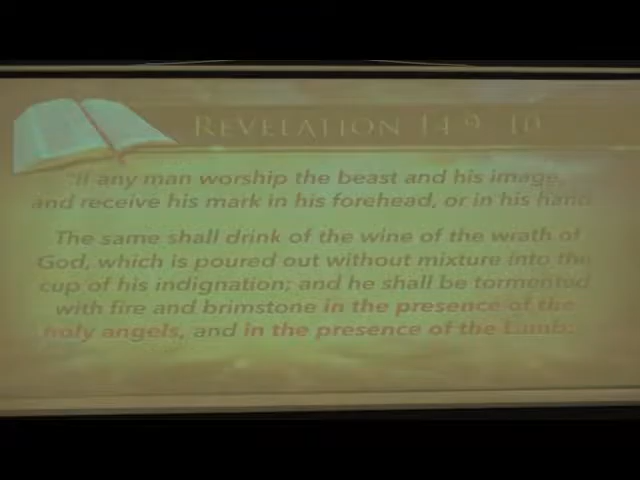 REVELATION 14:9, 10
"If any man worship the beast and his image,
and receive his mark in his forehead, or in his hand
The same shall drink of the wine of the wrath of
God, which is poured out without mixture into the
cup of his indignation; and he shall be tormented
with fire and brimstone in the presence of the
holy angels, and in the presence of the Lamb: